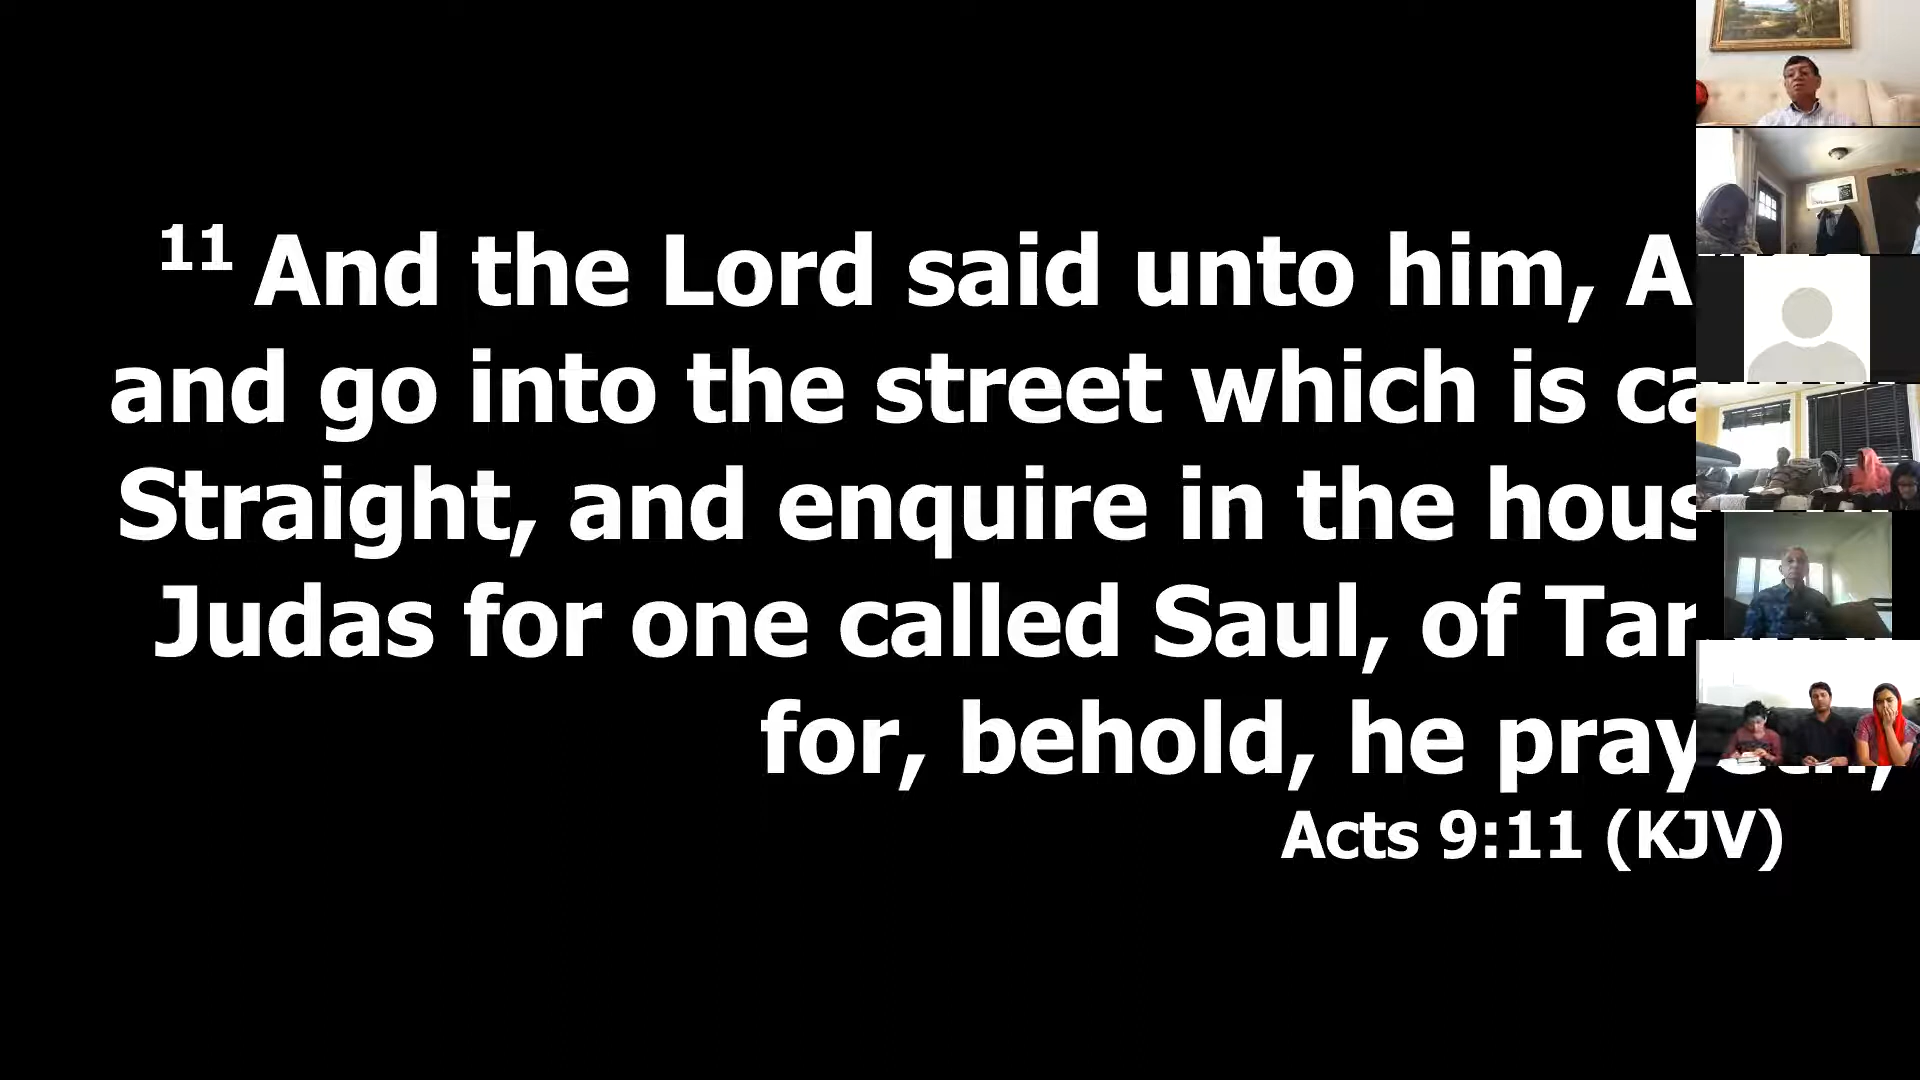 11 And the Lord said unto him, A
and go into the street which is ca
Straight, and enquire in the hous
Judas for one called Saul, of Tar
for, behold, he prayeth,
Acts 9:11 (KJV)